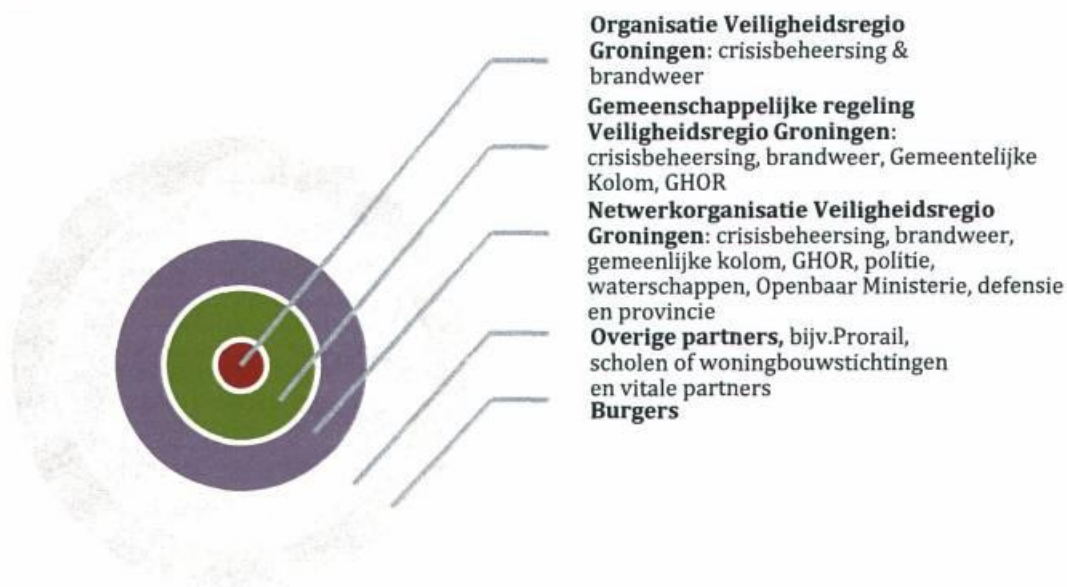 Organisatie Veiligheidsregio
Groningen: crisisbeheersing &
brandweer
Gemeenschappelijke regeling
Veiligheidsregio Groningen:
crisisbeheersing, brandweer, Gemeentelijke
Kolom, GHOR
Netwerkorganisatie Veiligheidsregio
Groningen: crisisbeheersing, brandweer,
gemeenlijke kolom, GHOR, politie,
waterschappen, Openbaar Ministerie, defensie
en provincie
Overige partners, bijv.Prorail,
scholen of woningbouwstichtingen
en vitale partners
Burgers